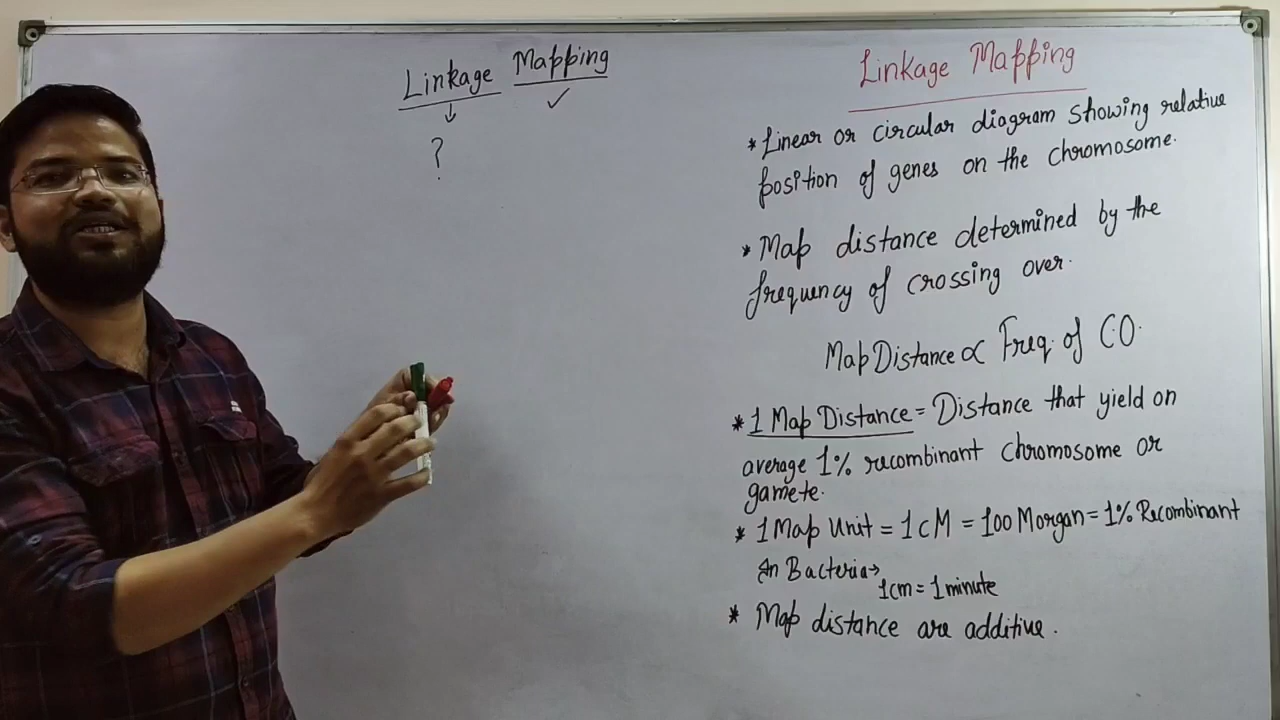 Linkage Mapping
↓ ✓
?
Linkage Mapping
* Linear or circular diagram showing relative
position of genes on the chromosome.
* Map distance determined by the
frequency of crossing over.
Map Distance ∝ Freq. of C.O.
* 1 Map Distance = Distance that yield on
average 1% recombinant chromosome or
gamete.
* 1 Map Unit = 1 cM = 100 Morgan = 1% Recombinant
In Bacteria →
1cm = 1 minute
* Map distance are additive.